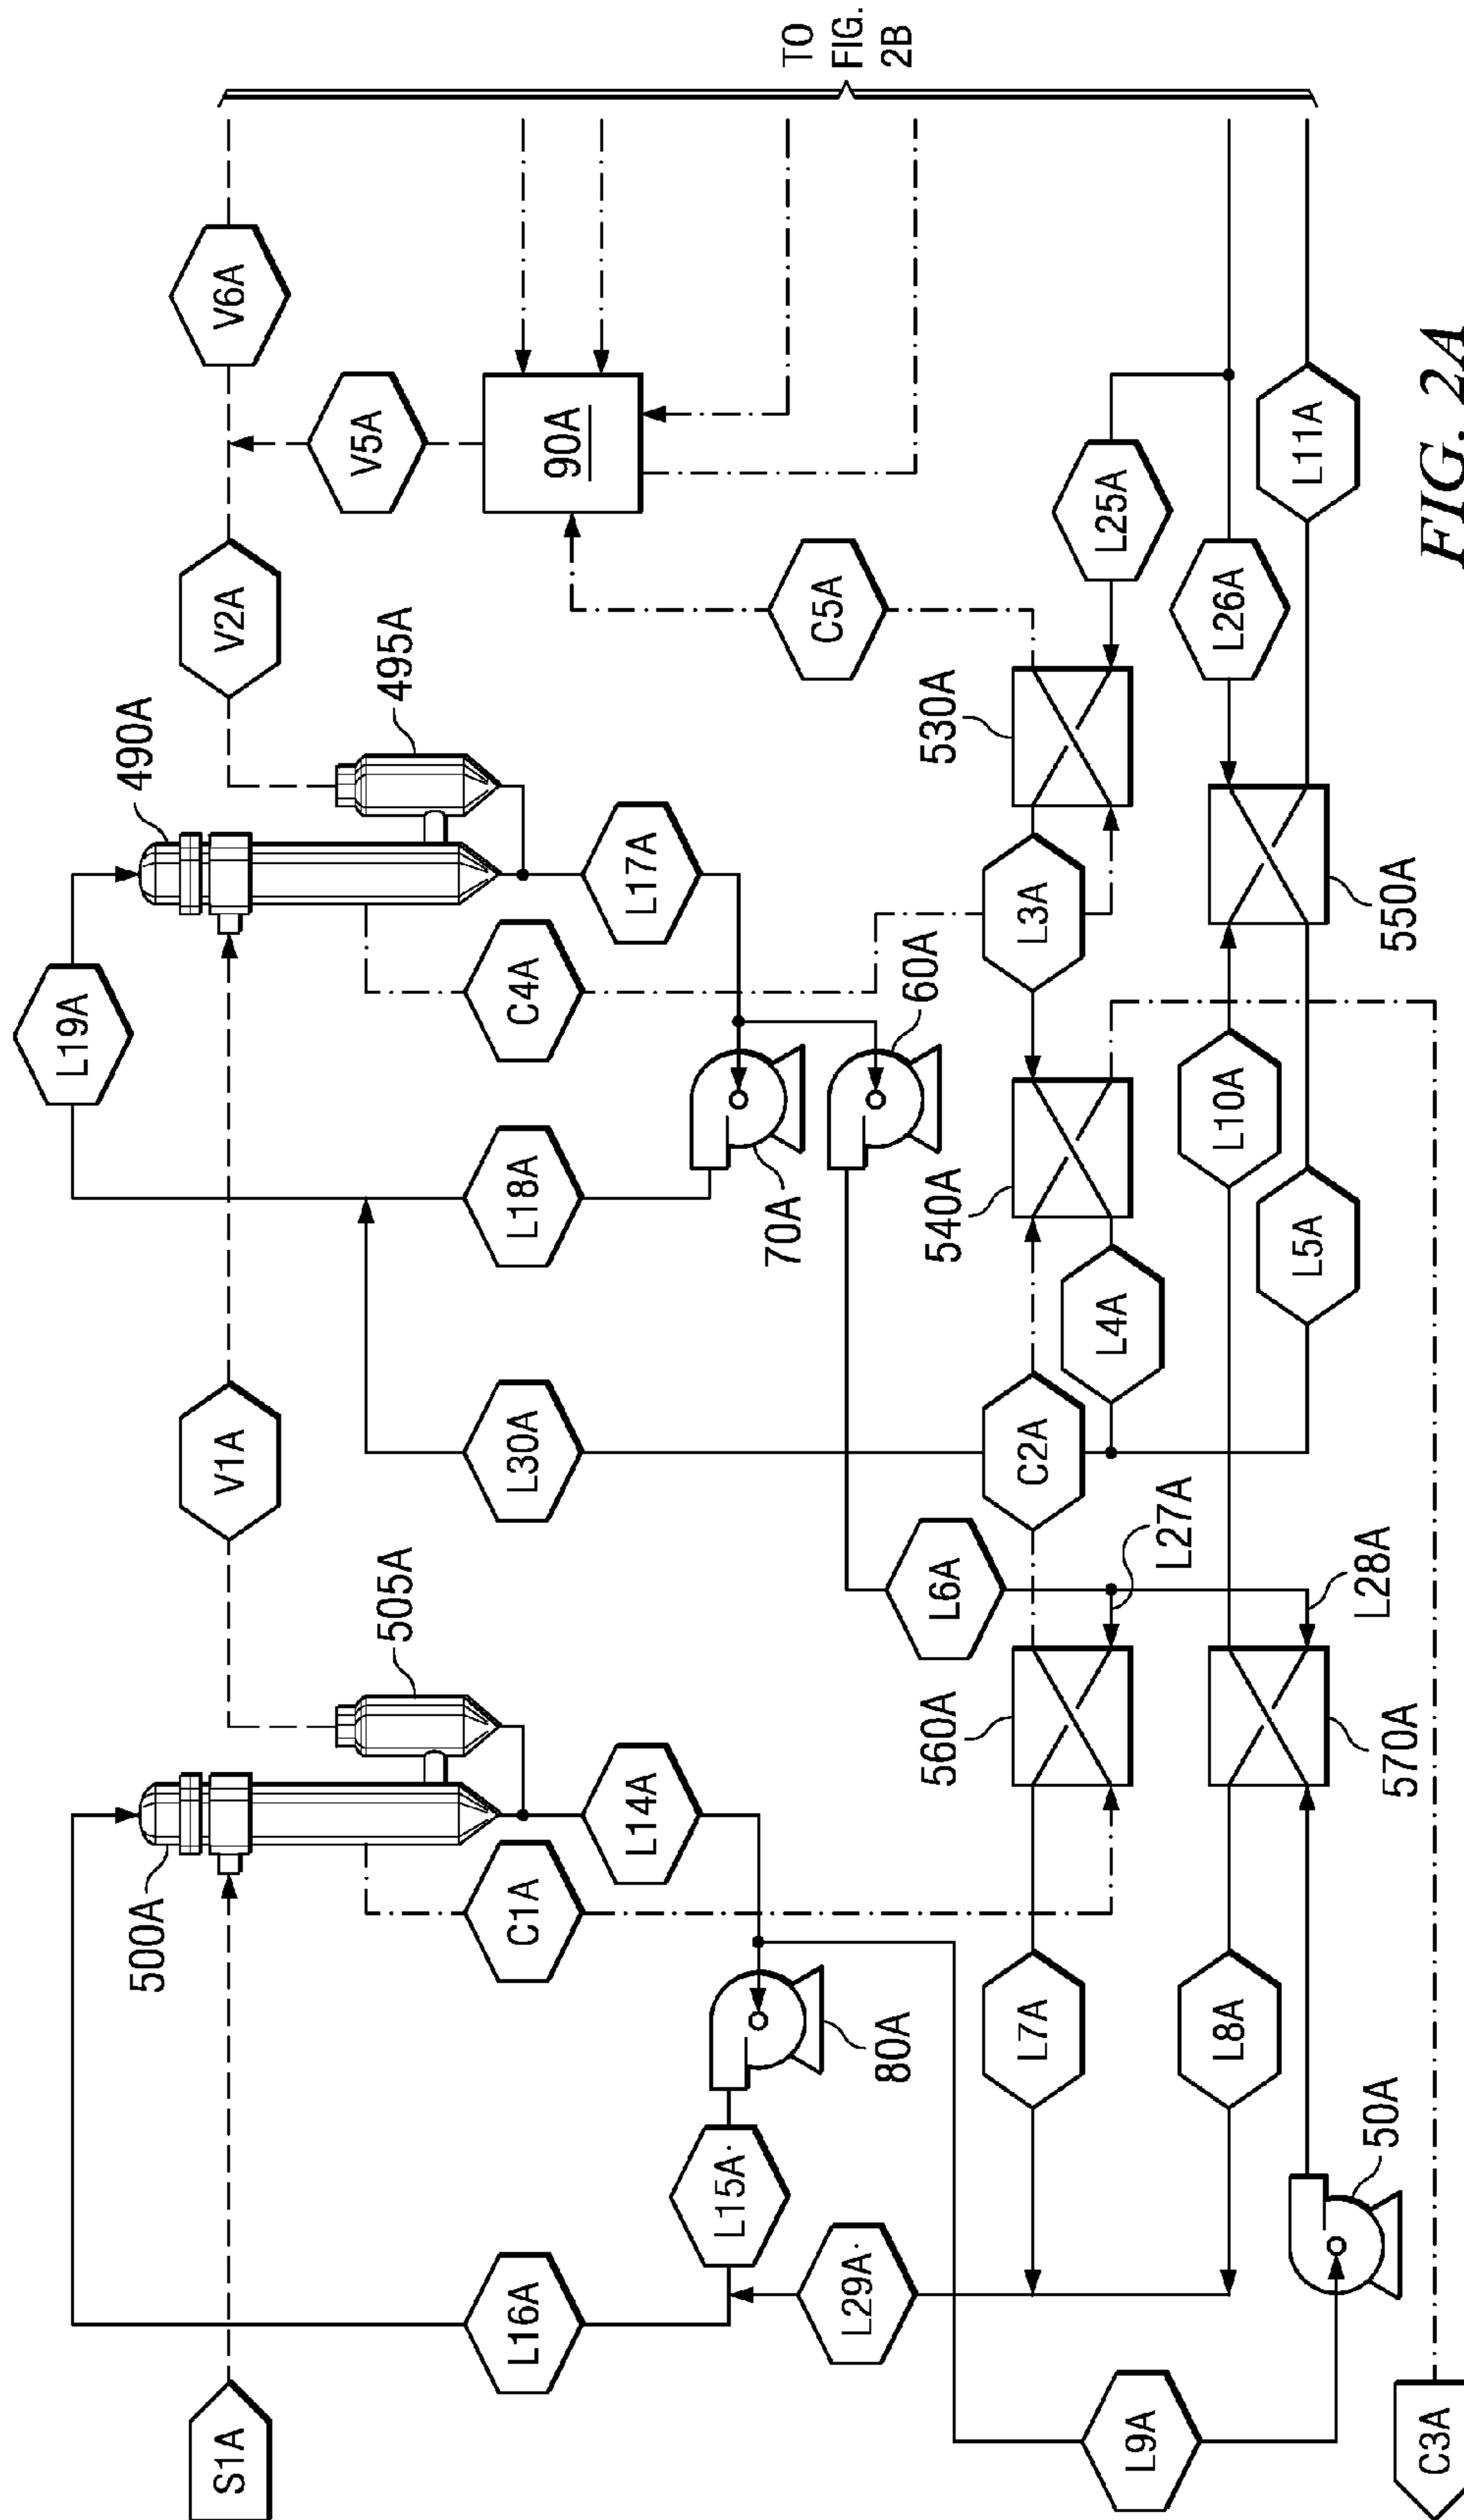 TO
FIG.
2B
V6A
V5A
90A
V2A
495A
490A
C5A
L25A
L26A
L11A
FIG. 2A
530A
550A
L17A
L3A
L19A
C4A
60A
L10A
L18A
70A
540A
L5A
L4A
V1A
L30A
C2A
L27A
L28A
L6A
505A
560A
570A
500A
L14A
C1A
80A
L7A
L8A
50A
L15A
L29A
L16A
L9A
S1A
C3A